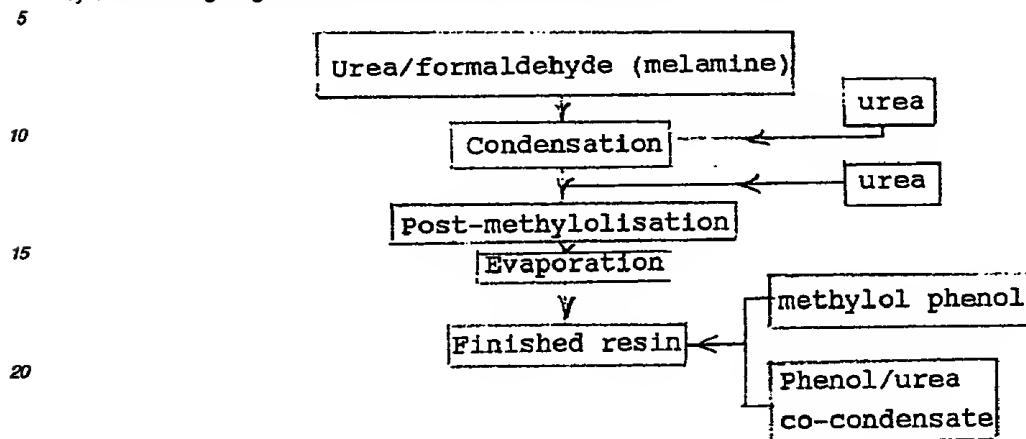 5
Urea/formaldehyde (melamine)
urea
10
Condensation
urea
Post-methylolisation
15
Evaporation
methylol phenol
Finished resin
20
Phenol/urea
co-condensate